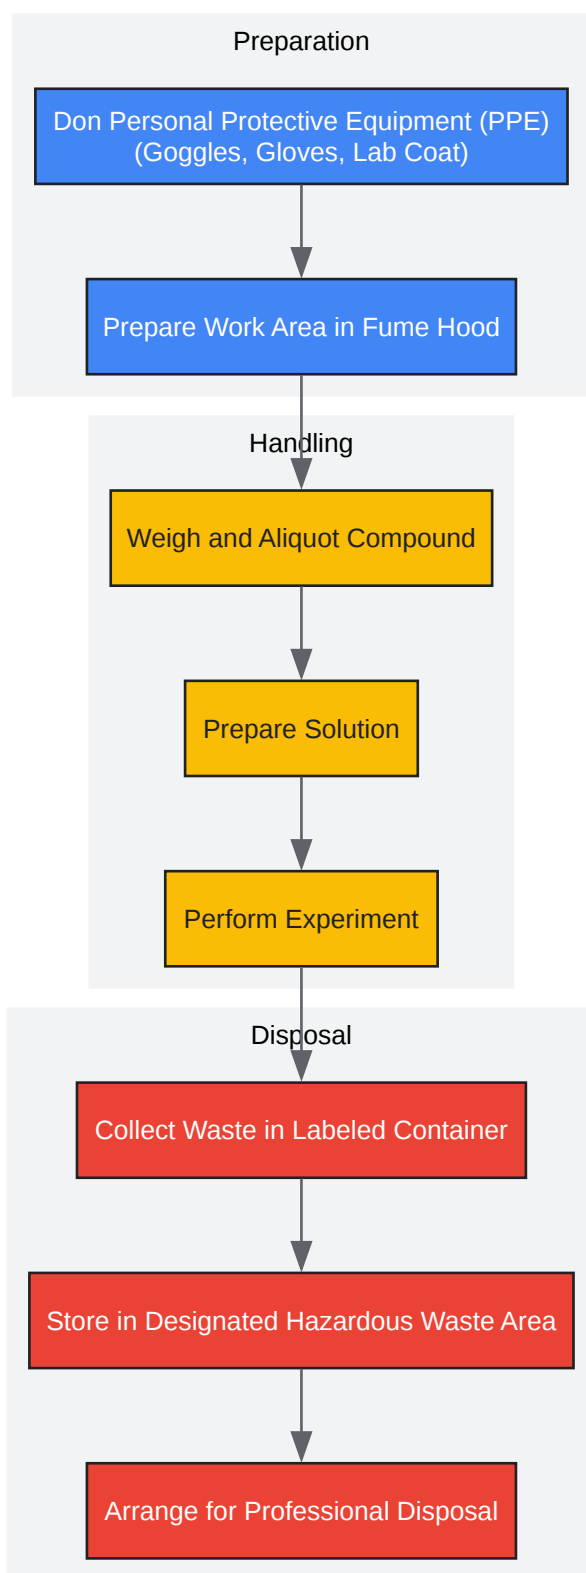 Preparation
Don Personal Protective Equipment (PPE)
(Goggles, Gloves, Lab Coat)
Prepare Work Area in Fume Hood
Handling
Weigh and Aliquot Compound
Prepare Solution
Perform Experiment
Disposal
Collect Waste in Labeled Container
Store in Designated Hazardous Waste Area
Arrange for Professional Disposal